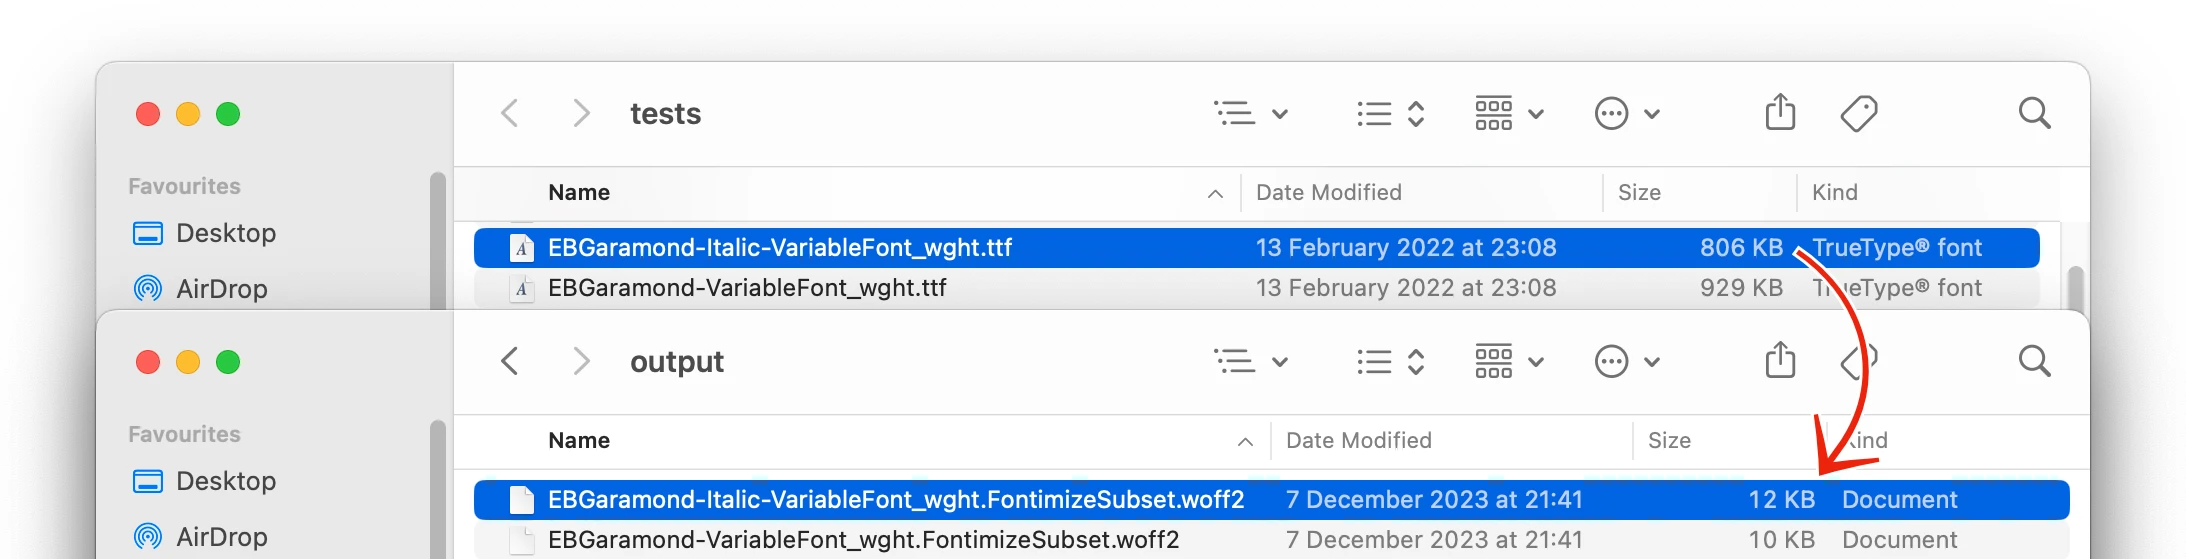 tests
Favourites
Desktop
AirDrop
Name Date Modified Size Kind
EBGaramond-Italic-VariableFont_wght.ttf 13 February 2022 at 23:08 806 KB TrueType® font
EBGaramond-VariableFont_wght.ttf 13 February 2022 at 23:08 929 KB TrueType® font
output
Favourites
Desktop
AirDrop
Name Date Modified Size Kind
EBGaramond-Italic-VariableFont_wght.FontimizeSubset.woff2 7 December 2023 at 21:41 12 KB Document
EBGaramond-VariableFont_wght.FontimizeSubset.woff2 7 December 2023 at 21:41 10 KB Document